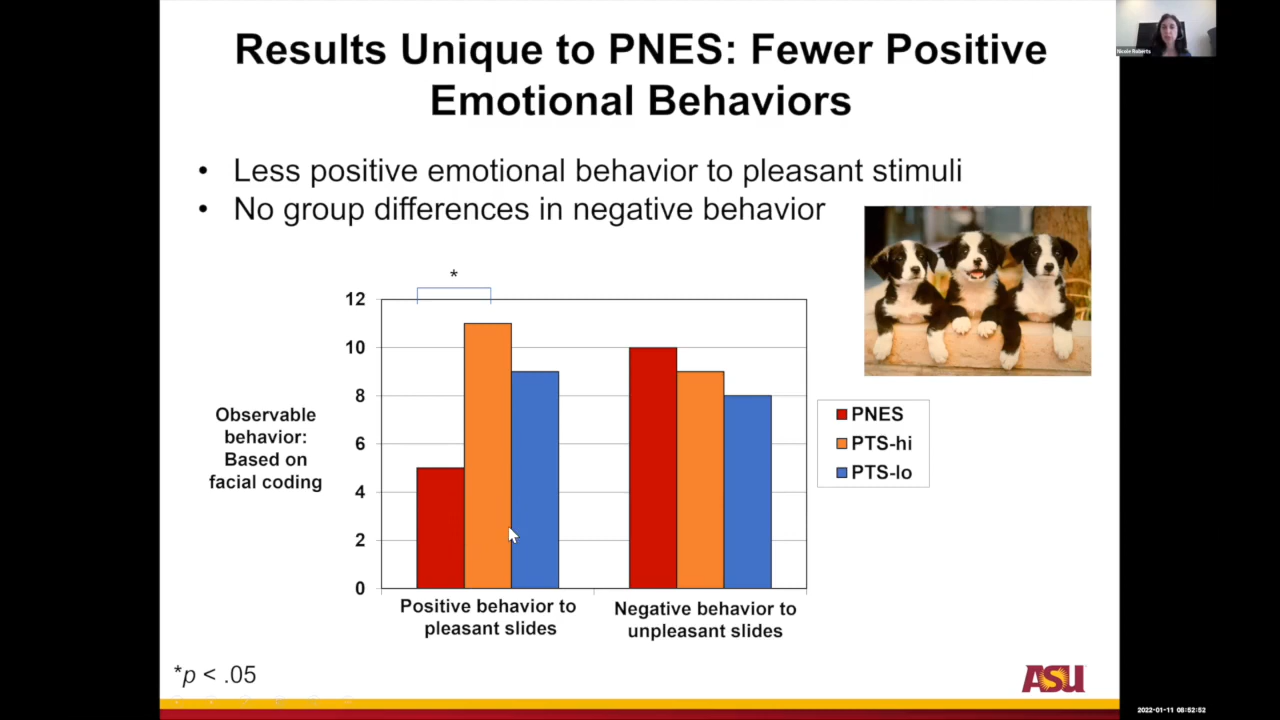 Results Unique to PNES: Fewer Positive
Emotional Behaviors
Nicole Roberts
• Less positive emotional behavior to pleasant stimuli
• No group differences in negative behavior
*
12
10
8
6
4
2
0
Observable
behavior:
Based on
facial coding
PNES
PTS-hi
PTS-lo
Positive behavior to
pleasant slides
Negative behavior to
unpleasant slides
*p < .05
ASU
2022-01-11 08:52:52